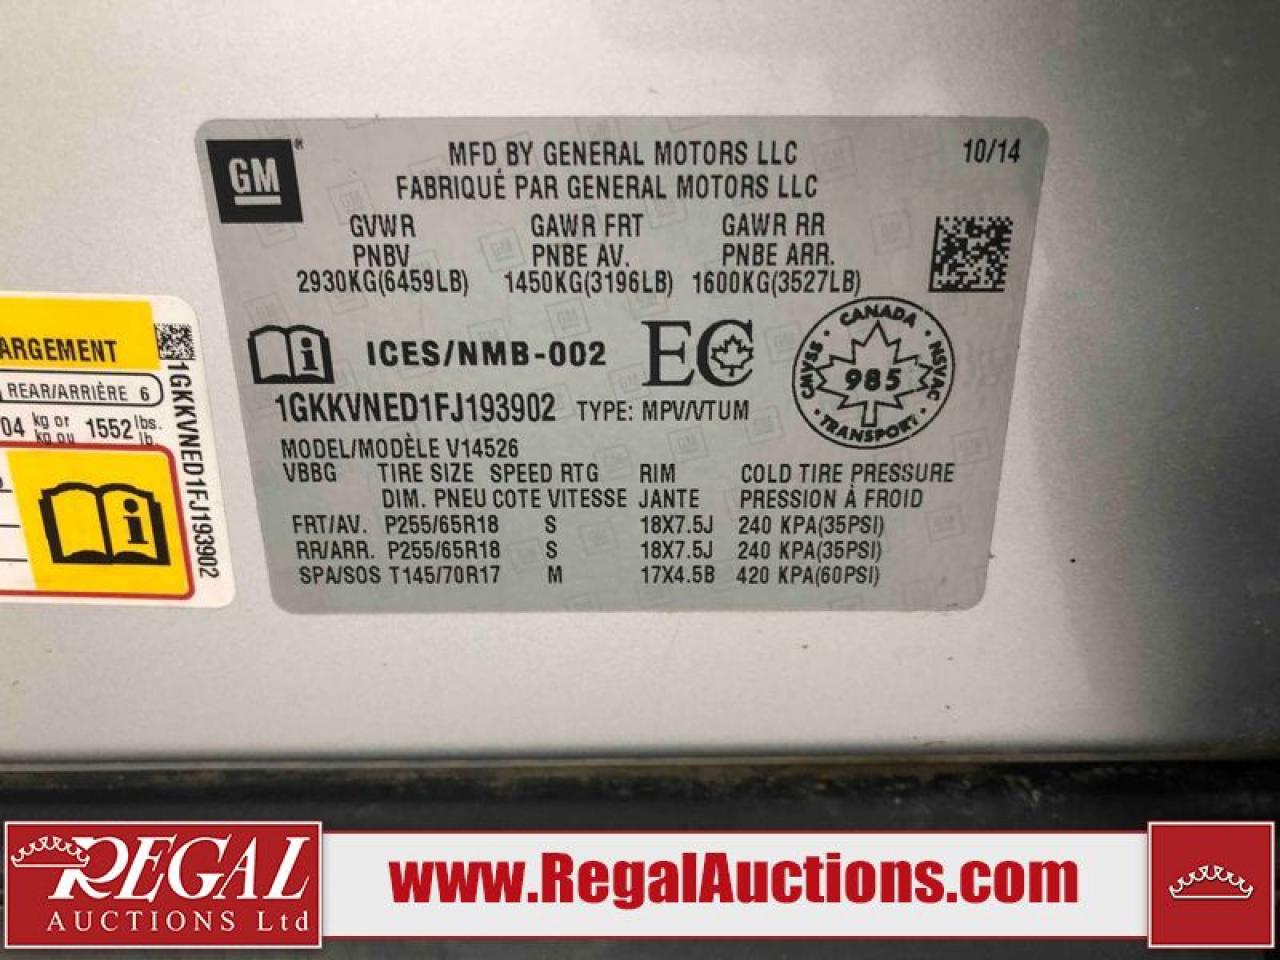 GM
MFD BY GENERAL MOTORS LLC
10/14
FABRIQUÉ PAR GENERAL MOTORS LLC
GVWR GAWR FRT GAWR RR
PNBV PNBE AV. PNBE ARR.
2930KG(6459LB) 1450KG(3196LB) 1600KG(3527LB)
ICES/NMB-002 EC
CANADA
CMVSS 985 NSVAC
TRANSPORT
1GKKVNED1FJ193902 TYPE: MPV/VTUM
MODEL/MODÈLE V14526
VBBG TIRE SIZE SPEED RTG RIM COLD TIRE PRESSURE
DIM. PNEU COTE VITESSE JANTE PRESSION À FROID
FRT/AV. P255/65R18 S 18X7.5J 240 KPA(35PSI)
RR/ARR. P255/65R18 S 18X7.5J 240 KPA(35PSI)
SPA/SOS T145/70R17 M 17X4.5B 420 KPA(60PSI)
ARGEMENT
REAR/ARRIÈRE 6
04 kg or 1552 lbs.
kg ou lb.
1GKKVNED1FJ193902
REGAL
AUCTIONS Ltd
www.RegalAuctions.com